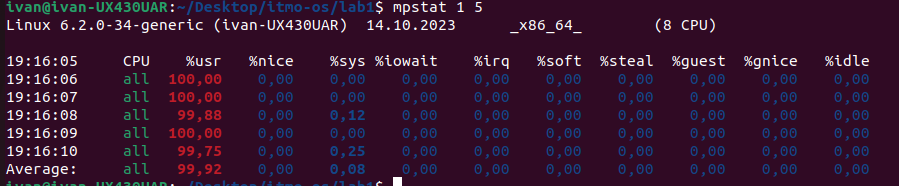 ivan@ivan-UX430UAR:~/Desktop/itmo-os/lab1$ mpstat 1 5
Linux 6.2.0-34-generic (ivan-UX430UAR) 14.10.2023 _x86_64_ (8 CPU)
19:16:05 CPU %usr %nice %sys %iowait %irq %soft %steal %guest %gnice %idle
19:16:06 all 100,00 0,00 0,00 0,00 0,00 0,00 0,00 0,00 0,00 0,00
19:16:07 all 100,00 0,00 0,00 0,00 0,00 0,00 0,00 0,00 0,00 0,00
19:16:08 all 99,88 0,00 0,12 0,00 0,00 0,00 0,00 0,00 0,00 0,00
19:16:09 all 100,00 0,00 0,00 0,00 0,00 0,00 0,00 0,00 0,00 0,00
19:16:10 all 99,75 0,00 0,25 0,00 0,00 0,00 0,00 0,00 0,00 0,00
Average: all 99,92 0,00 0,08 0,00 0,00 0,00 0,00 0,00 0,00 0,00
ivan@ivan-UX430UAR:~/Desktop/itmo-os/lab1$